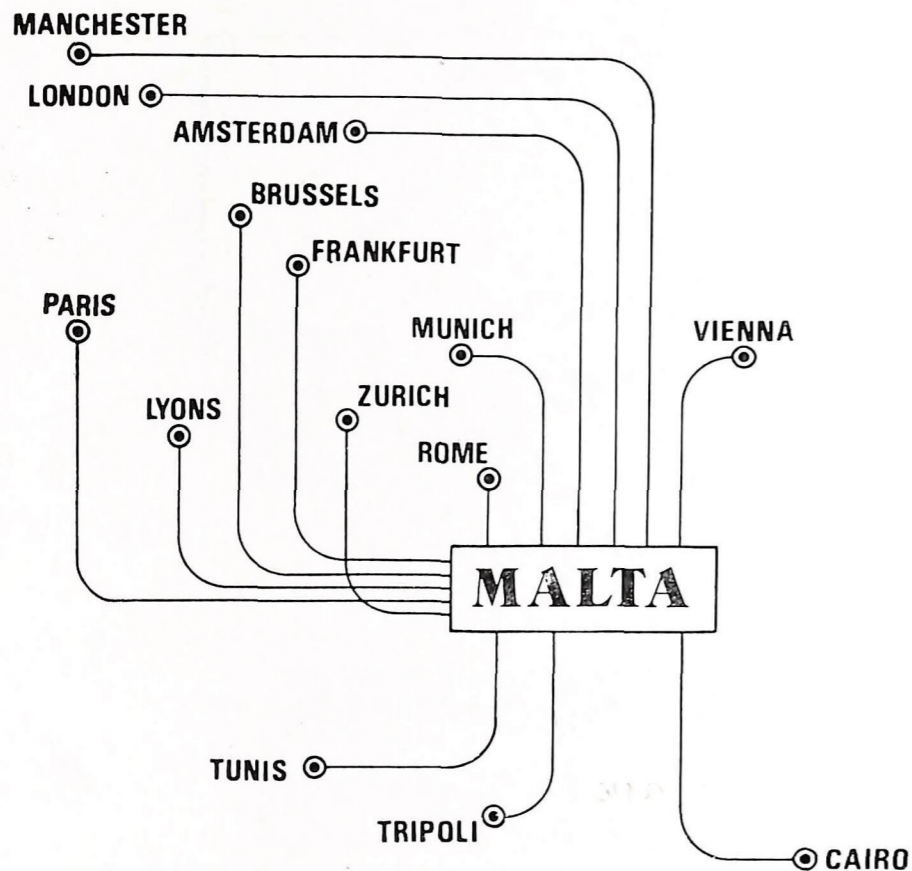 MANCHESTER
LONDON
AMSTERDAM
BRUSSELS
FRANKFURT
PARIS
MUNICH
VIENNA
ZURICH
LYONS
ROME
MALTA
TUNIS
TRIPOLI
CAIRO